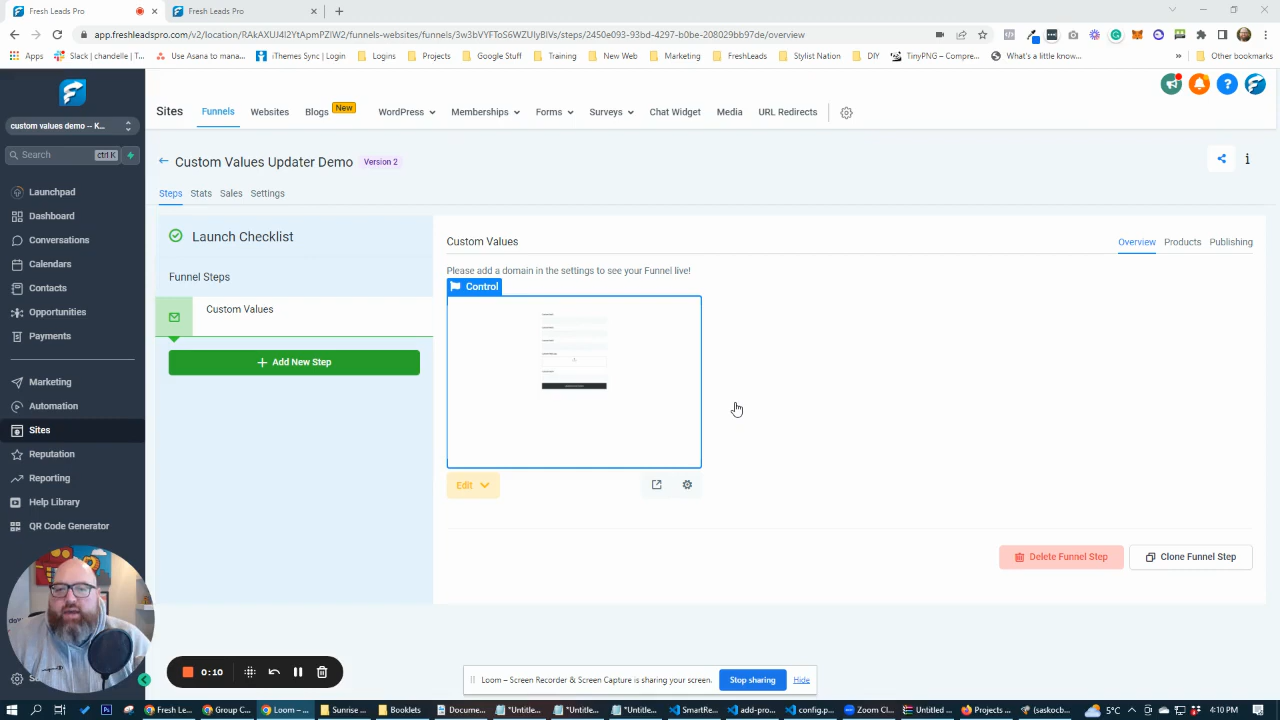 Fresh Leads Pro
Fresh Leads Pro
app.freshleadspro.com/v2/location/RAkAXUJ4l2YtApmPZIW2/funnels-websites/funnels/3w3bVYFToS6WZUIyBIVs/steps/2450e093-93bd-4297-b0be-208029bb97de/overview
Slack | chandelle | t...
Use Asana to mana...
iThemes Sync | Login
Logins
Projects
Google Stuff
Training
New Web
Marketing
FreshLeads
Stylist Nation
DIY
TinyPNG – Compres...
What's a little know...
»
Other bookmarks
Sites
Funnels
Websites
Blogs
New
WordPress
Memberships
Forms
Surveys
Chat Widget
Media
URL Redirects
custom values demo -- K...
Search
ctrl K
Custom Values Updater Demo
Version 2
Steps
Stats
Sales
Settings
Launchpad
Dashboard
Conversations
Calendars
Contacts
Opportunities
Payments
Marketing
Automation
Sites
Reputation
Reporting
Help Library
QR Code Generator
Launch Checklist
Funnel Steps
Custom Values
+ Add New Step
Custom Values
Overview
Products
Publishing
Please add a domain in the settings to see your Funnel live!
Control
Edit
Delete Funnel Step
Clone Funnel Step
0:10
Loom – Screen Recorder & Screen Capture is sharing your screen.
Stop sharing
Hide
Fresh Le...
Group C...
Loom –...
Sunrise ...
Booklets
Docume...
*Untitle...
*Untitle...
*Untitle...
SmartRe...
add-pro...
config.p...
Zoom Cl...
Untitled ...
Projects ...
(saskocb...
5°C
4:10 PM